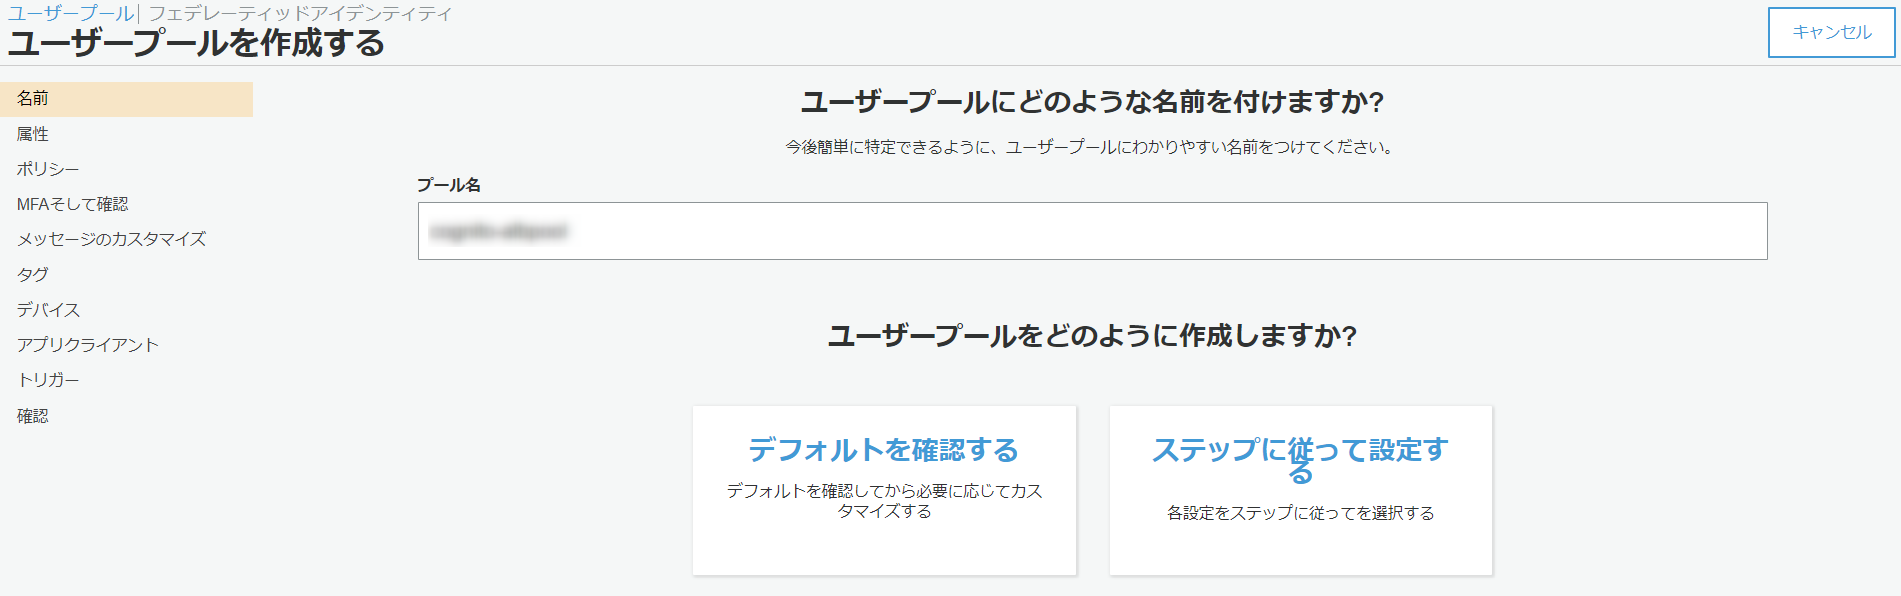 ユーザープール| フェデレーティッドアイデンティティ
ユーザープールを作成する
キャンセル
名前
属性
ポリシー
MFAそして確認
メッセージのカスタマイズ
タグ
デバイス
アプリクライアント
トリガー
確認
ユーザープールにどのような名前を付けますか?
今後簡単に特定できるように、ユーザープールにわかりやすい名前をつけてください。
プール名
ユーザープールをどのように作成しますか?
デフォルトを確認する
デフォルトを確認してから必要に応じてカス
タマイズする
ステップに従って設定す
る
各設定をステップに従ってを選択する